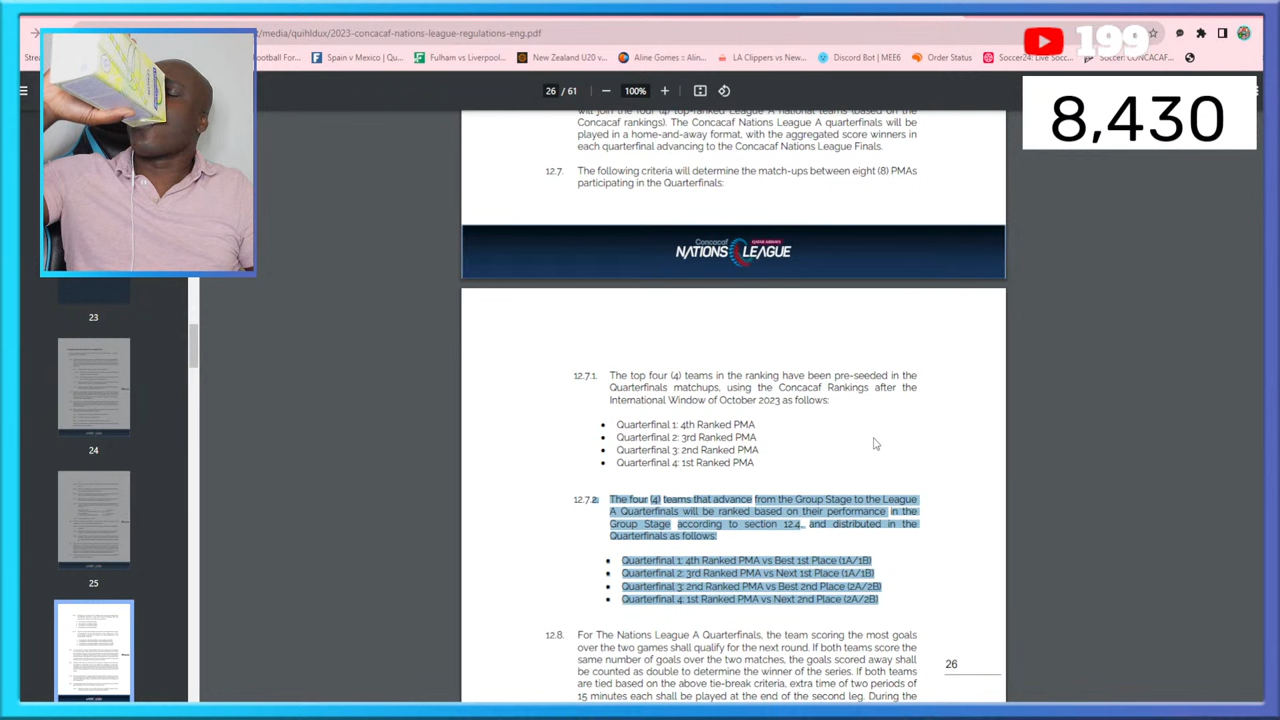 t/media/quihldux/2023-concacaf-nations-league-regulations-eng.pdf
199
Strea
ootball For...
Spain v Mexico | Qu...
Fulham vs Liverpool...
New Zealand U20 v...
Aline Gomes :: Alin...
LA Clippers vs New...
Discord Bot | MEE6
Order Status
Soccer24: Live Socc...
Soccer: CONCACAF...
26 / 61
100%
8,430
will join the four (4) top-ranked League A national teams (based on the
Concacaf rankings). The Concacaf Nations League A quarterfinals will be
played in a home-and-away format, with the aggregated score winners in
each quarterfinal advancing to the Concacaf Nations League Finals.
12.7. The following criteria will determine the match-ups between eight (8) PMAs
participating in the Quarterfinals:
Concacaf QATAR AIRWAYS
NATIONS LEAGUE
23
24
25
12.7.1. The top four (4) teams in the ranking have been pre-seeded in the
Quarterfinals matchups, using the Concacaf Rankings after the
International Window of October 2023 as follows:
• Quarterfinal 1: 4th Ranked PMA
• Quarterfinal 2: 3rd Ranked PMA
• Quarterfinal 3: 2nd Ranked PMA
• Quarterfinal 4: 1st Ranked PMA
12.7.2. The four (4) teams that advance from the Group Stage to the League
A Quarterfinals will be ranked based on their performance in the
Group Stage according to section 12.4., and distributed in the
Quarterfinals as follows:
• Quarterfinal 1: 4th Ranked PMA vs Best 1st Place (1A/1B)
• Quarterfinal 2: 3rd Ranked PMA vs Next 1st Place (1A/1B)
• Quarterfinal 3: 2nd Ranked PMA vs Best 2nd Place (2A/2B)
• Quarterfinal 4: 1st Ranked PMA vs Next 2nd Place (2A/2B)
12.8. For The Nations League A Quarterfinals, the team scoring the most goals
over the two games shall qualify for the next round. If both teams score the
same number of goals over the two matches, the goals scored away shall
be counted as double to determine the winner of the series. If both teams
are tied based on the above tie-break criteria, extra time of two periods of
15 minutes each shall be played at the end of the second leg. During the
26